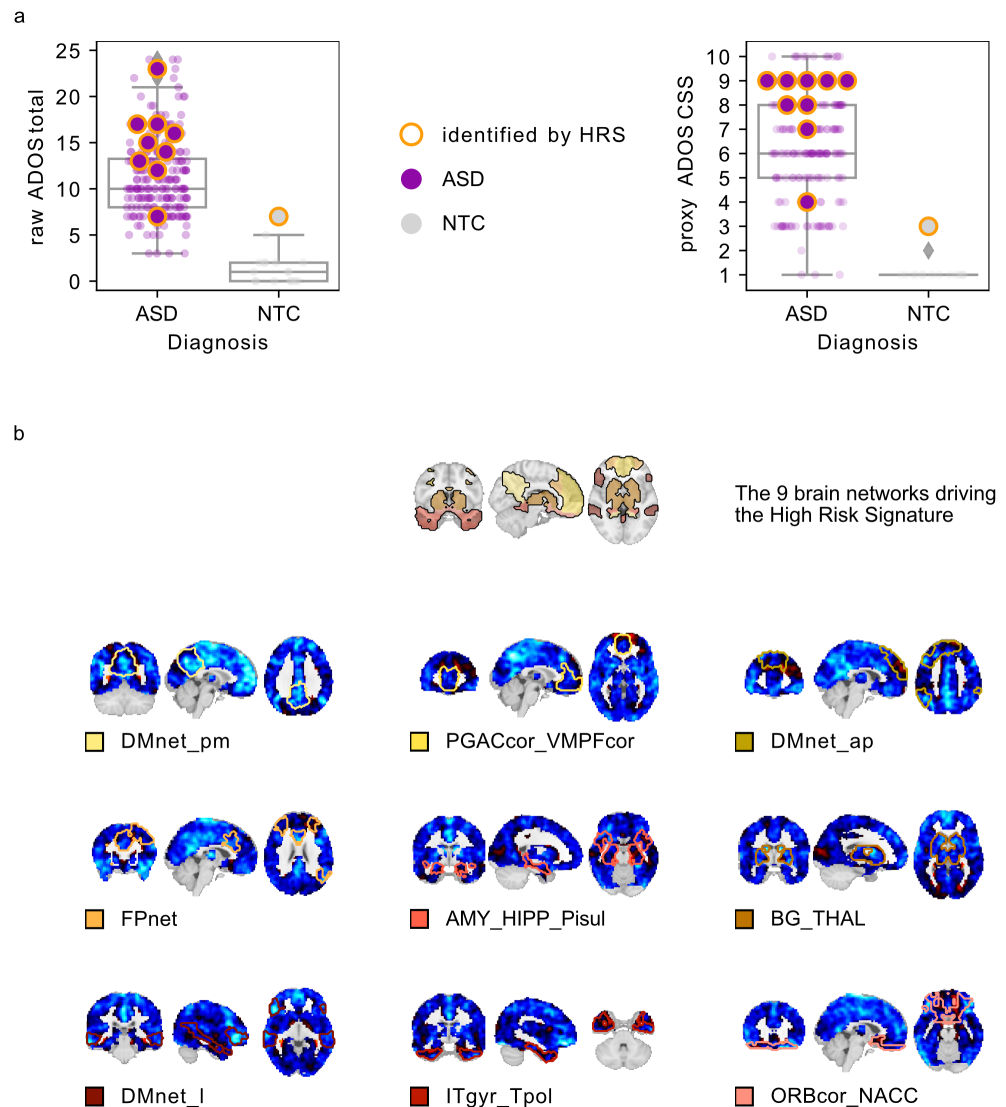 a
25
20
15
10
5
0
raw ADOS total
ASD
NTC
Diagnosis
identified by HRS
ASD
NTC
10
9
8
7
6
5
4
3
2
1
proxy ADOS CSS
ASD
NTC
Diagnosis
b
The 9 brain networks driving
the High Risk Signature
DMnet_pm
PGACcor_VMPFcor
DMnet_ap
FPnet
AMY_HIPP_Pisul
BG_THAL
DMnet_l
ITgyr_Tpol
ORBcor_NACC